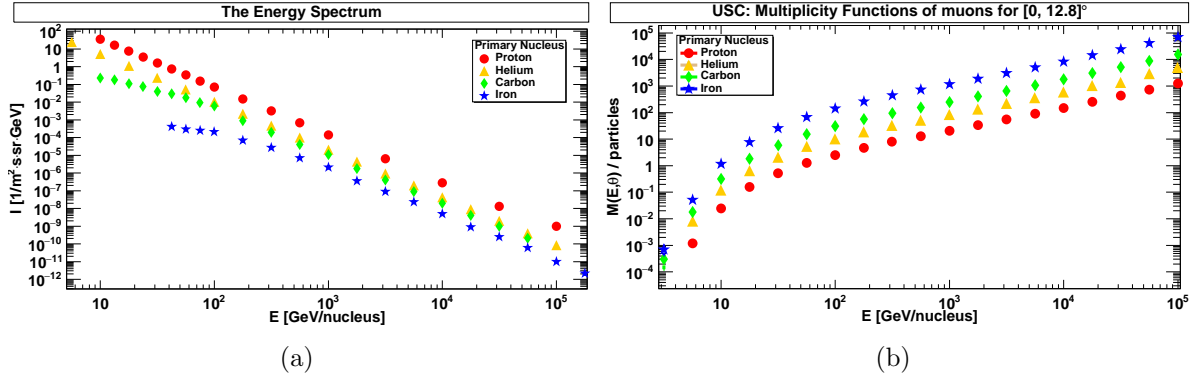 The Energy Spectrum
I [1/m² s sr GeV]
10²
10
1
10⁻¹
10⁻²
10⁻³
10⁻⁴
10⁻⁵
10⁻⁶
10⁻⁷
10⁻⁸
10⁻⁹
10⁻¹⁰
10⁻¹¹
10⁻¹²
Primary Nucleus
Proton
Helium
Carbon
Iron
10 10² 10³ 10⁴ 10⁵
E [GeV/nucleus]
(a)
USC: Multiplicity Functions of muons for [0, 12.8]°
M(E,θ) / particles
10⁵
10⁴
10³
10²
10
1
10⁻¹
10⁻²
10⁻³
10⁻⁴
Primary Nucleus
Proton
Helium
Carbon
Iron
10 10² 10³ 10⁴ 10⁵
E [GeV/nucleus]
(b)